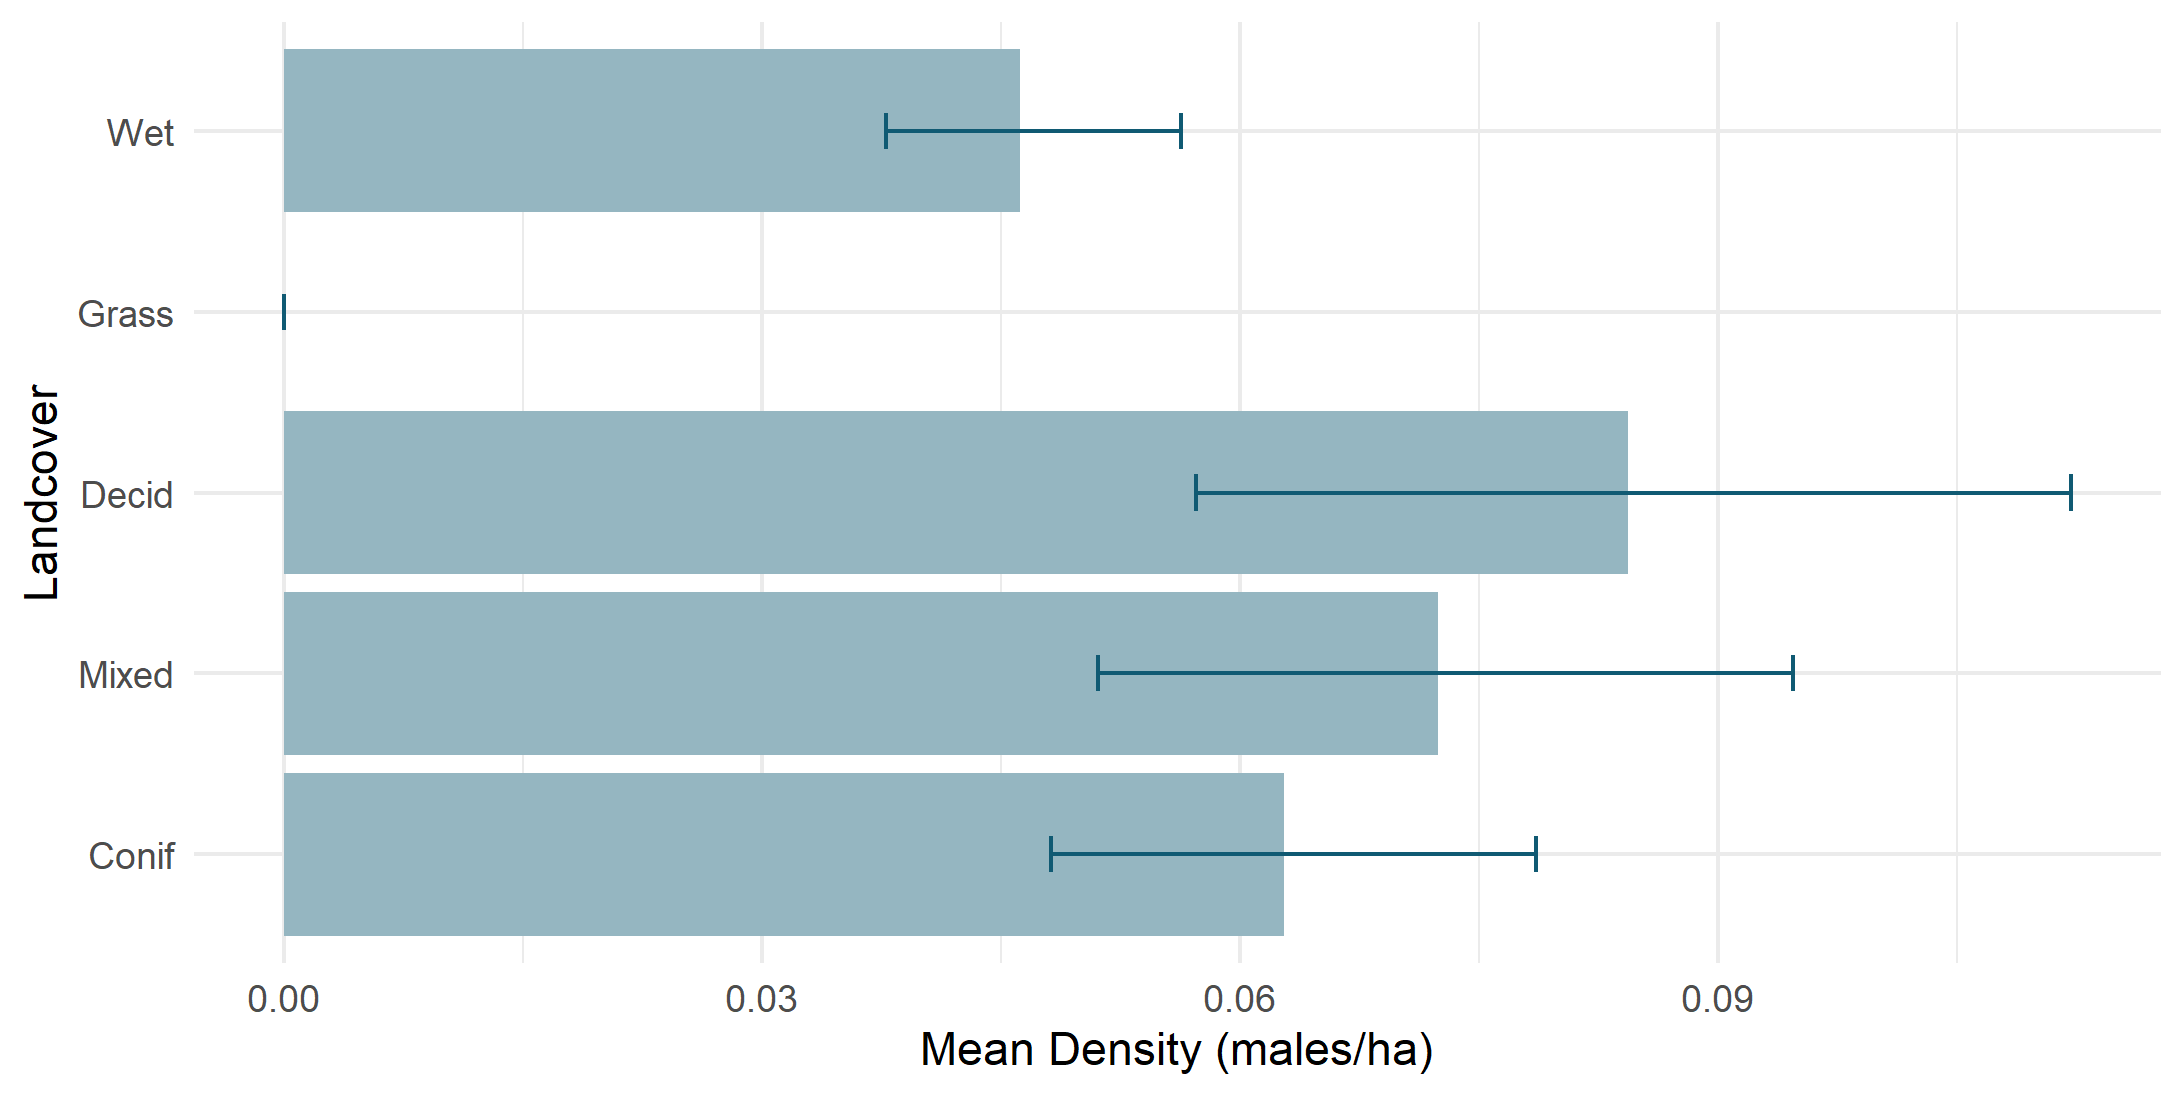 Wet
Grass
Decid
Mixed
Conif
Landcover
0.00 0.03 0.06 0.09
Mean Density (males/ha)